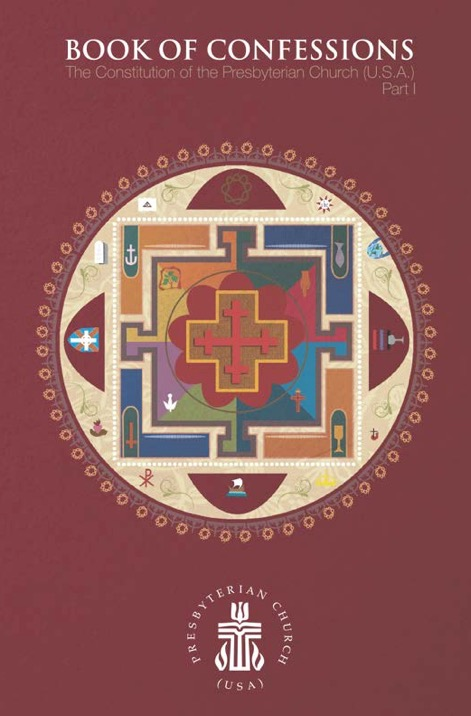 BOOK OF CONFESSIONS
The Constitution of the Presbyterian Church (U.S.A.)
Part I
PRESBYTERIAN CHURCH
(USA)